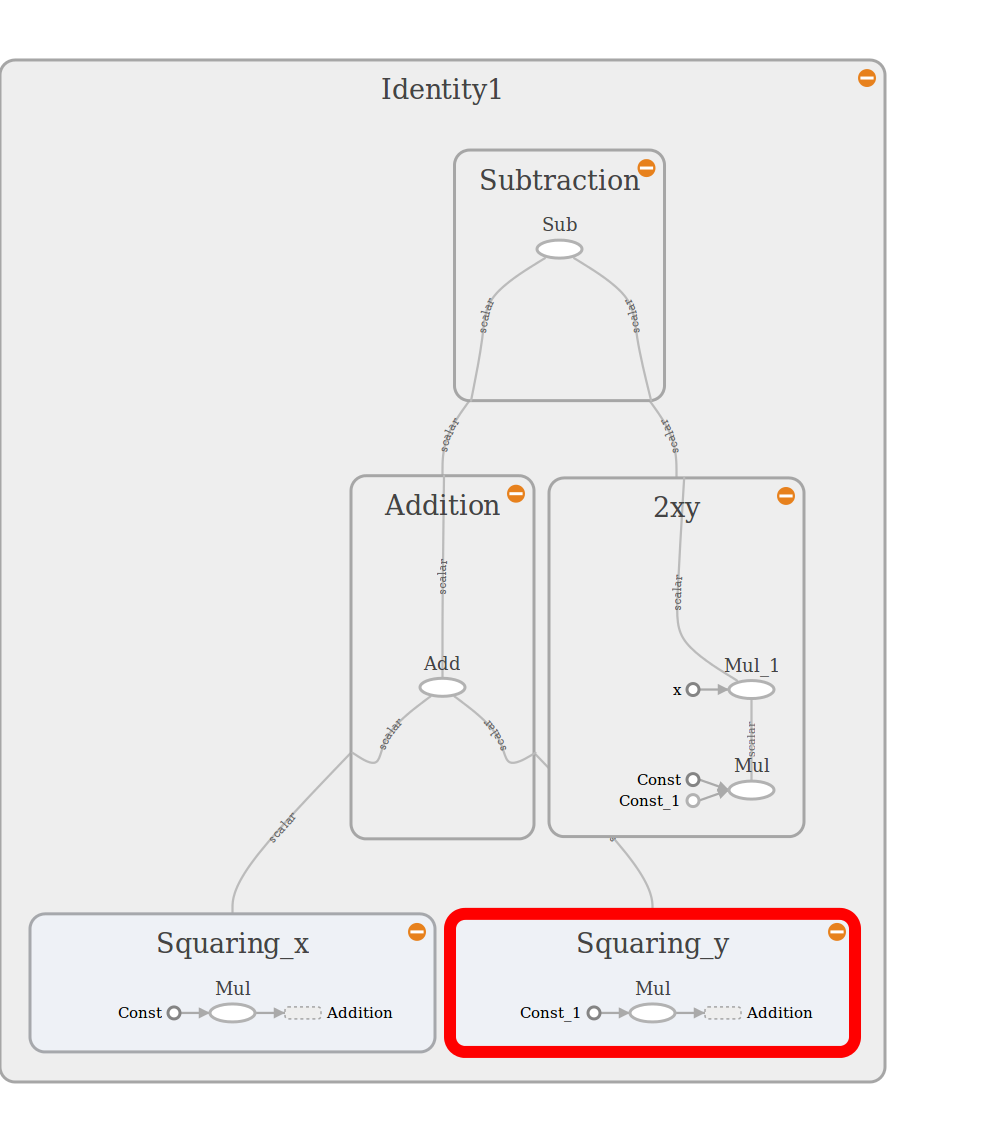 Identity1
Subtraction
Sub
scalar
scalar
scalar
scalar
Addition
2xy
scalar
scalar
Add
Mul_1
x
scalar
scalar
scalar
Mul
Const
Const_1
scalar
Squaring_x
Squaring_y
Mul
Mul
Const
Addition
Const_1
Addition